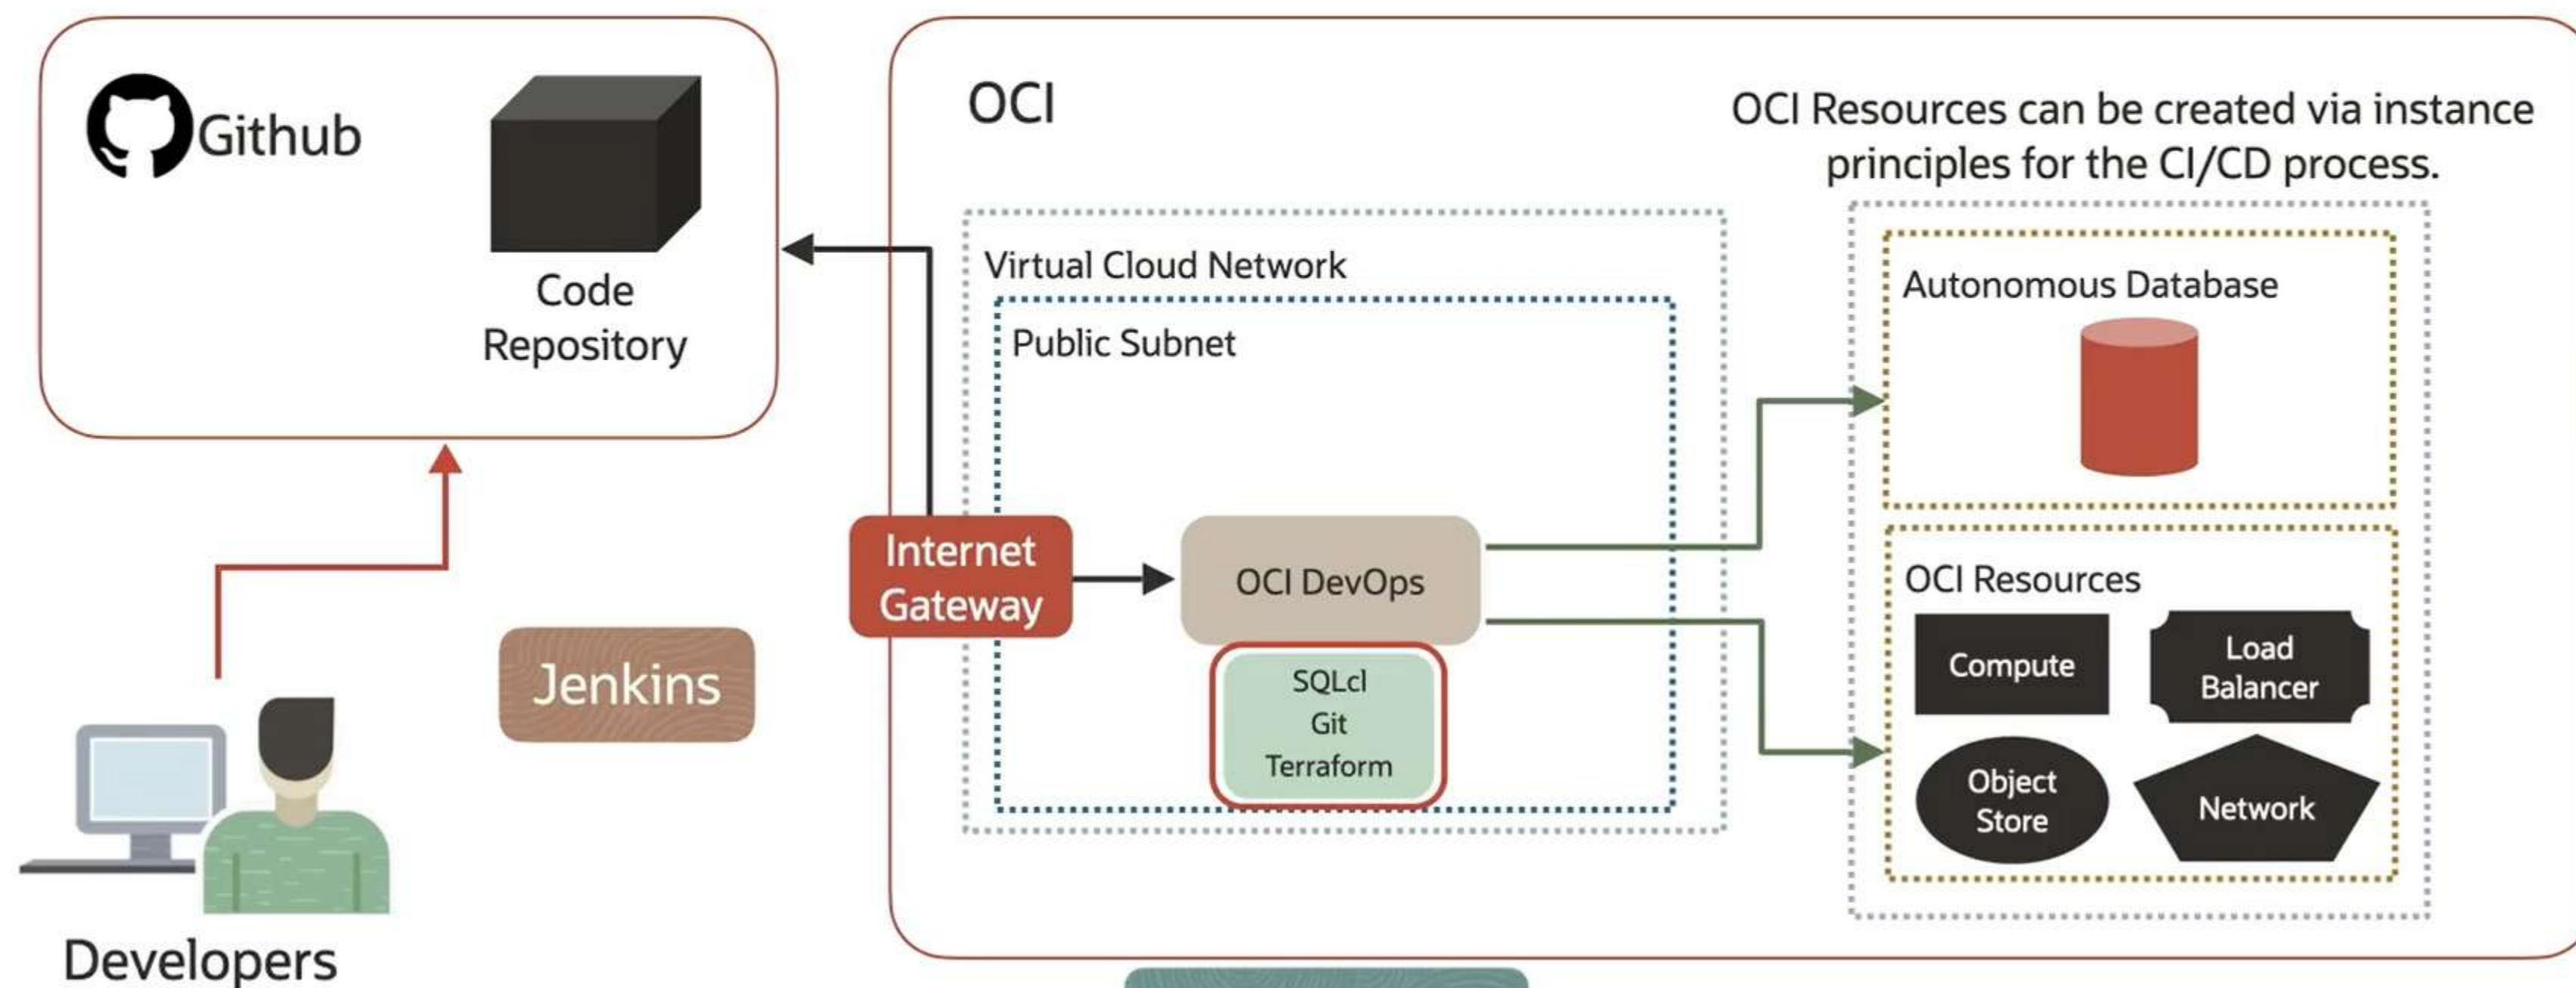 Github
Code
Repository
OCI
OCI Resources can be created via instance
principles for the CI/CD process.
Virtual Cloud Network
Public Subnet
Autonomous Database
Internet
Gateway
OCI DevOps
SQLcl
Git
Terraform
OCI Resources
Compute
Load
Balancer
Object
Store
Network
Jenkins
Developers